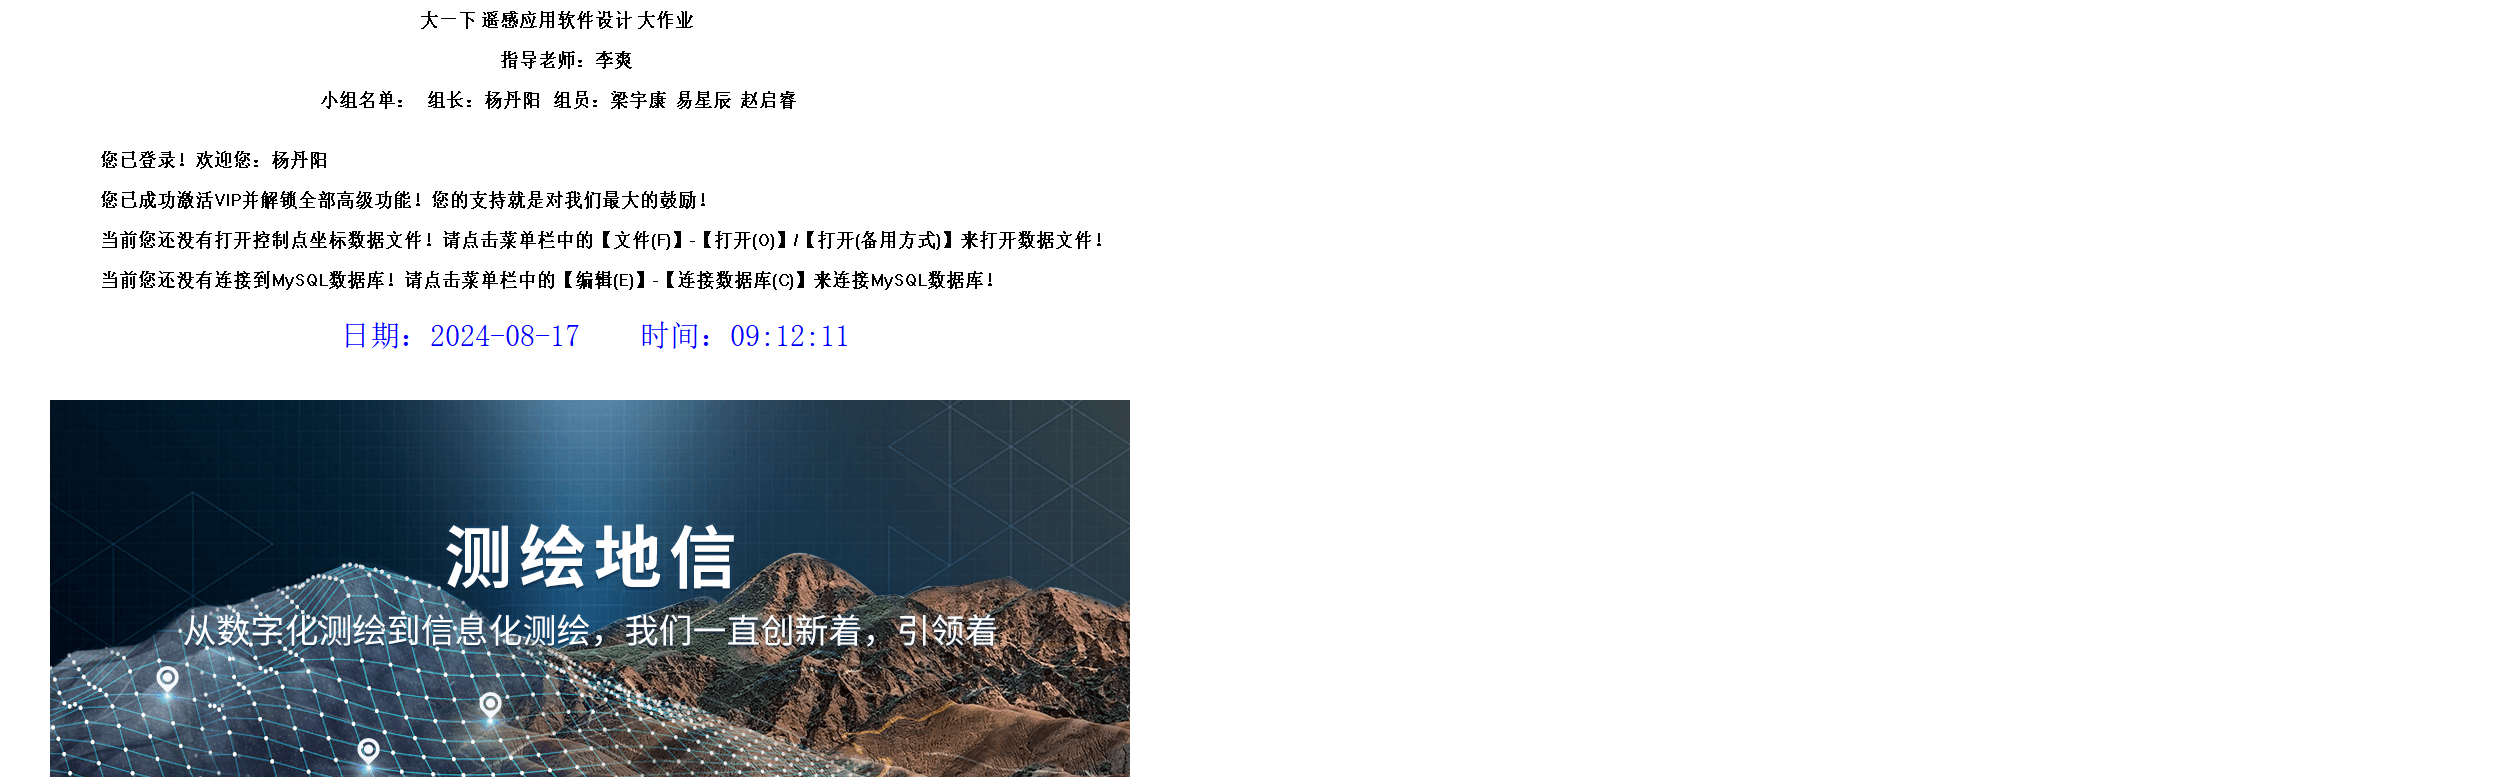 大一下 遥感应用软件设计 大作业
指导老师：李爽
小组名单： 组长：杨丹阳 组员：梁宇康 易星辰 赵启睿
您已登录！欢迎您：杨丹阳
您已成功激活VIP并解锁全部高级功能！您的支持就是对我们最大的鼓励！
当前您还没有打开控制点坐标数据文件！请点击菜单栏中的【文件(F)】-【打开(O)】/【打开(备用方式)】来打开数据文件！
当前您还没有连接到MySQL数据库！请点击菜单栏中的【编辑(E)】-【连接数据库(C)】来连接MySQL数据库！
日期：2024-08-17 时间：09:12:11
测绘地信
从数字化测绘到信息化测绘，我们一直创新着，引领着